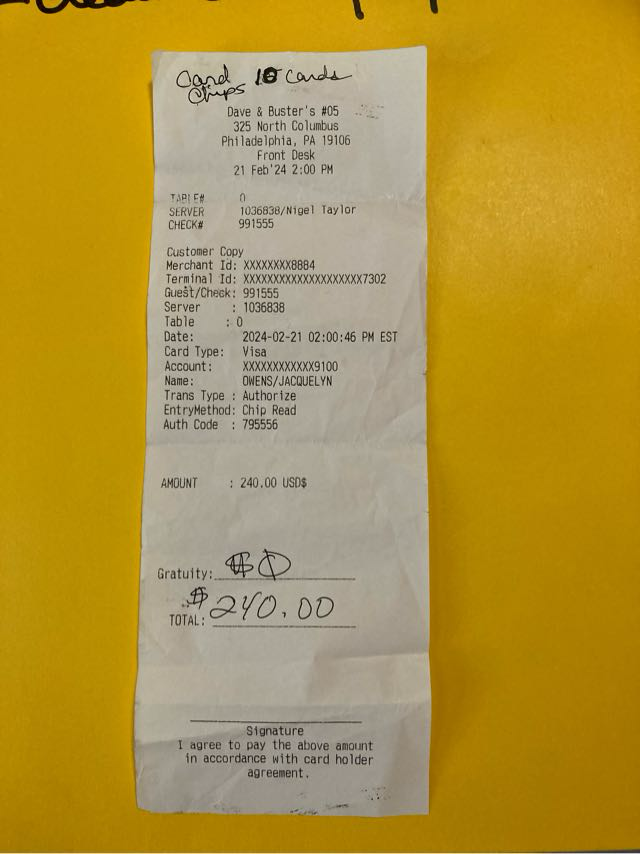 Card 10 Cards
Chips
Dave & Buster's #05
325 North Columbus
Philadelphia, PA 19106
Front Desk
21 Feb'24 2:00 PM
TABLE# 0
SERVER 1036838/Nigel Taylor
CHECK# 991555
Customer Copy
Merchant Id: XXXXXXXX8884
Terminal Id: XXXXXXXXXXXXXXXXXXXX7302
Guest/Check: 991555
Server : 1036838
Table : 0
Date: 2024-02-21 02:00:46 PM EST
Card Type: Visa
Account: XXXXXXXXXXXX9100
Name: OWENS/JACQUELYN
Trans Type : Authorize
EntryMethod: Chip Read
Auth Code : 795556
AMOUNT : 240.00 USD$
Gratuity: $0
TOTAL: $240.00
Signature
I agree to pay the above amount
in accordance with card holder
agreement.